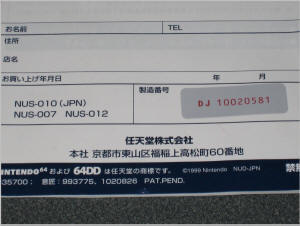 お名前 TEL
住所
店名
お買い上げ年月日 年 月
製造番号
DJ 10020581
NUS-010 (JPN)
NUS-007 NUS-012
任天堂株式会社
本社 京都市東山区福稲上高松町60番地
NINTENDO64 および 64DD は任天堂の商標です。 ©1999 Nintendo NUD-JPN 禁無
35700; 意匠: 993775, 1020826 PAT.PEND.